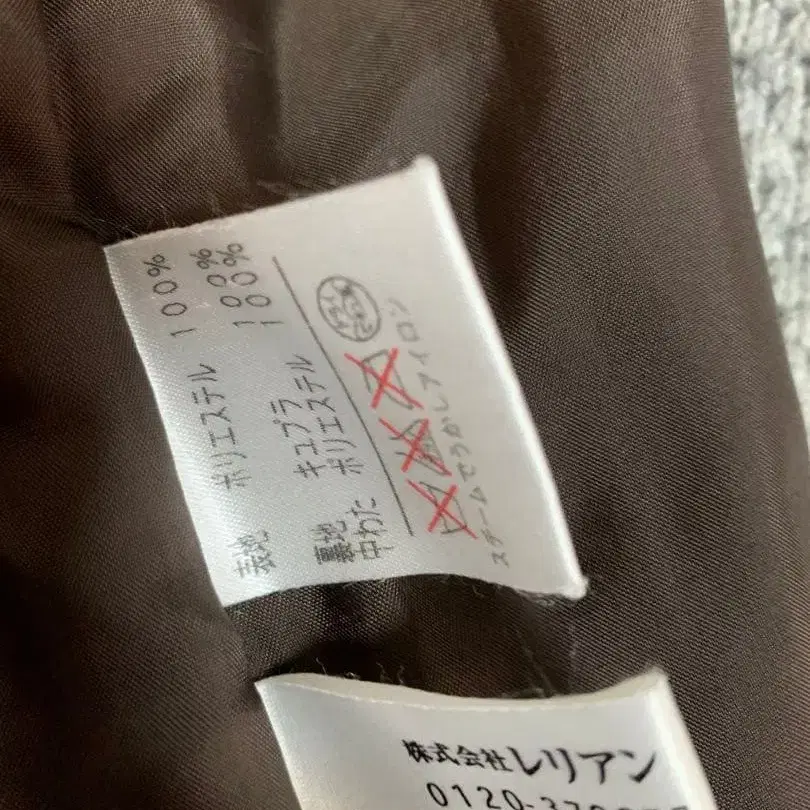 表地 ポリエステル 100%
裏地 キュプラ 100%
中わた ポリエステル 100%
スチームでうかしアイロン
株式会社レリアン
0120-37